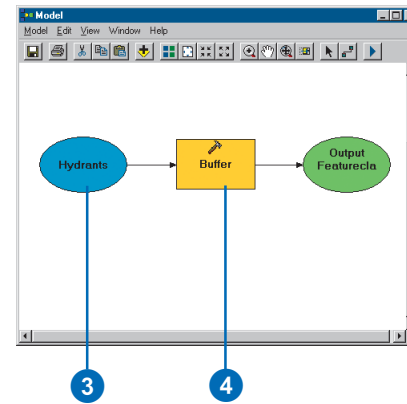 Model
Model Edit View Window Help
Hydrants
Buffer
Output
Featurecla
3
4